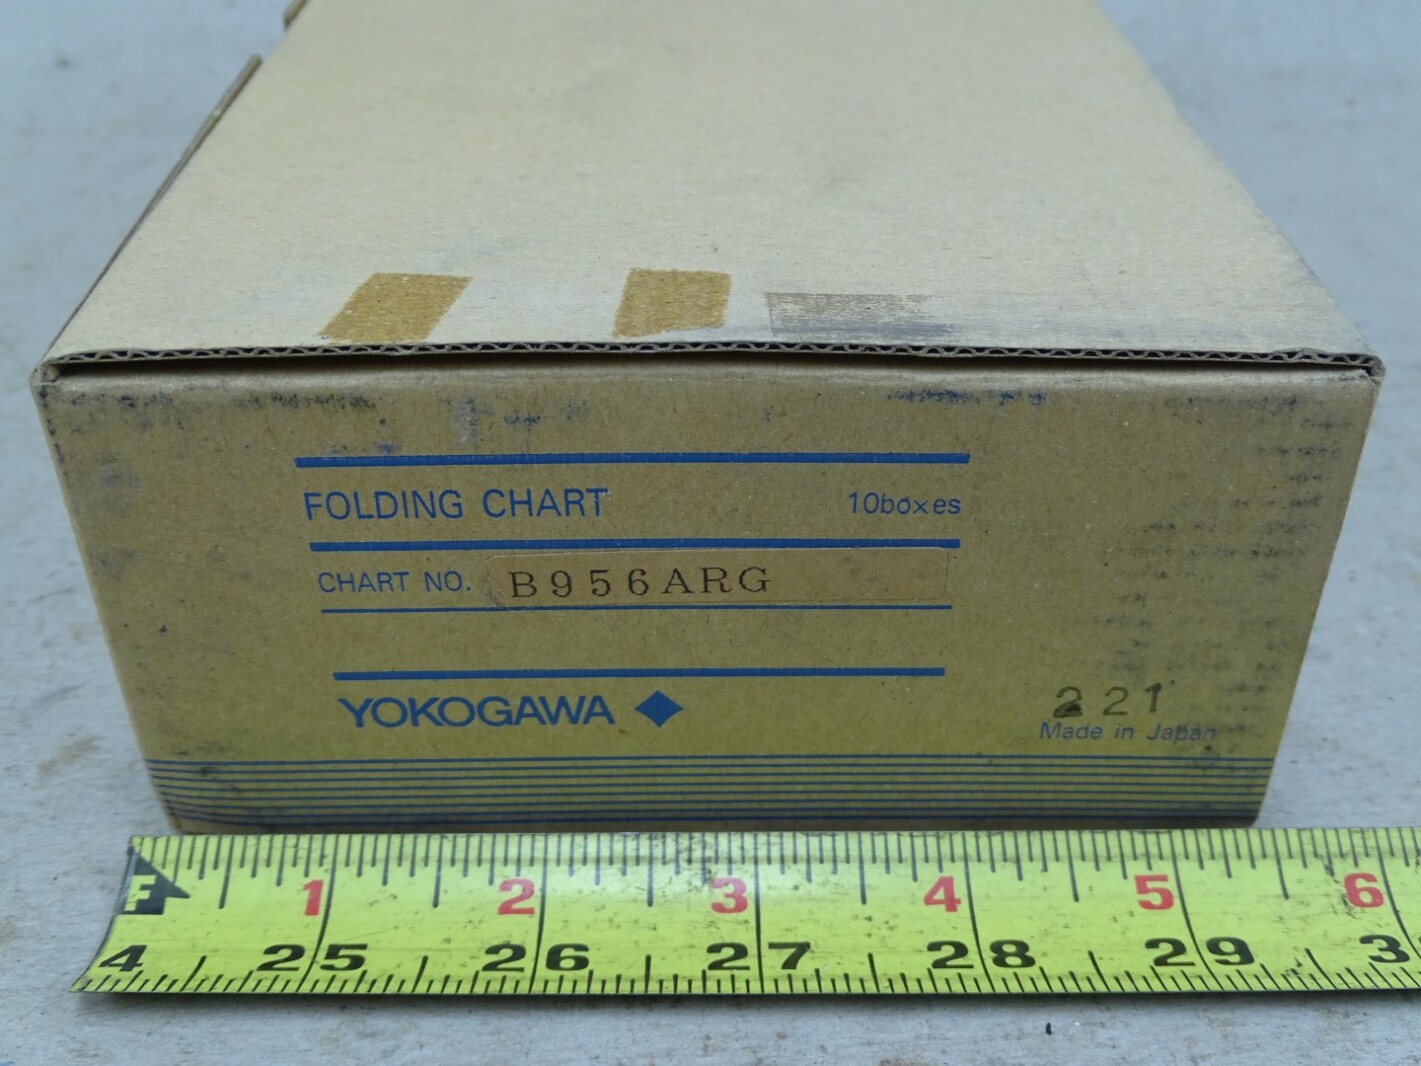 FOLDING CHART 10boxes
CHART NO. B956ARG
YOKOGAWA
221
Made in Japan
F 1 2 3 4 5 6
4 25 26 27 28 29 3